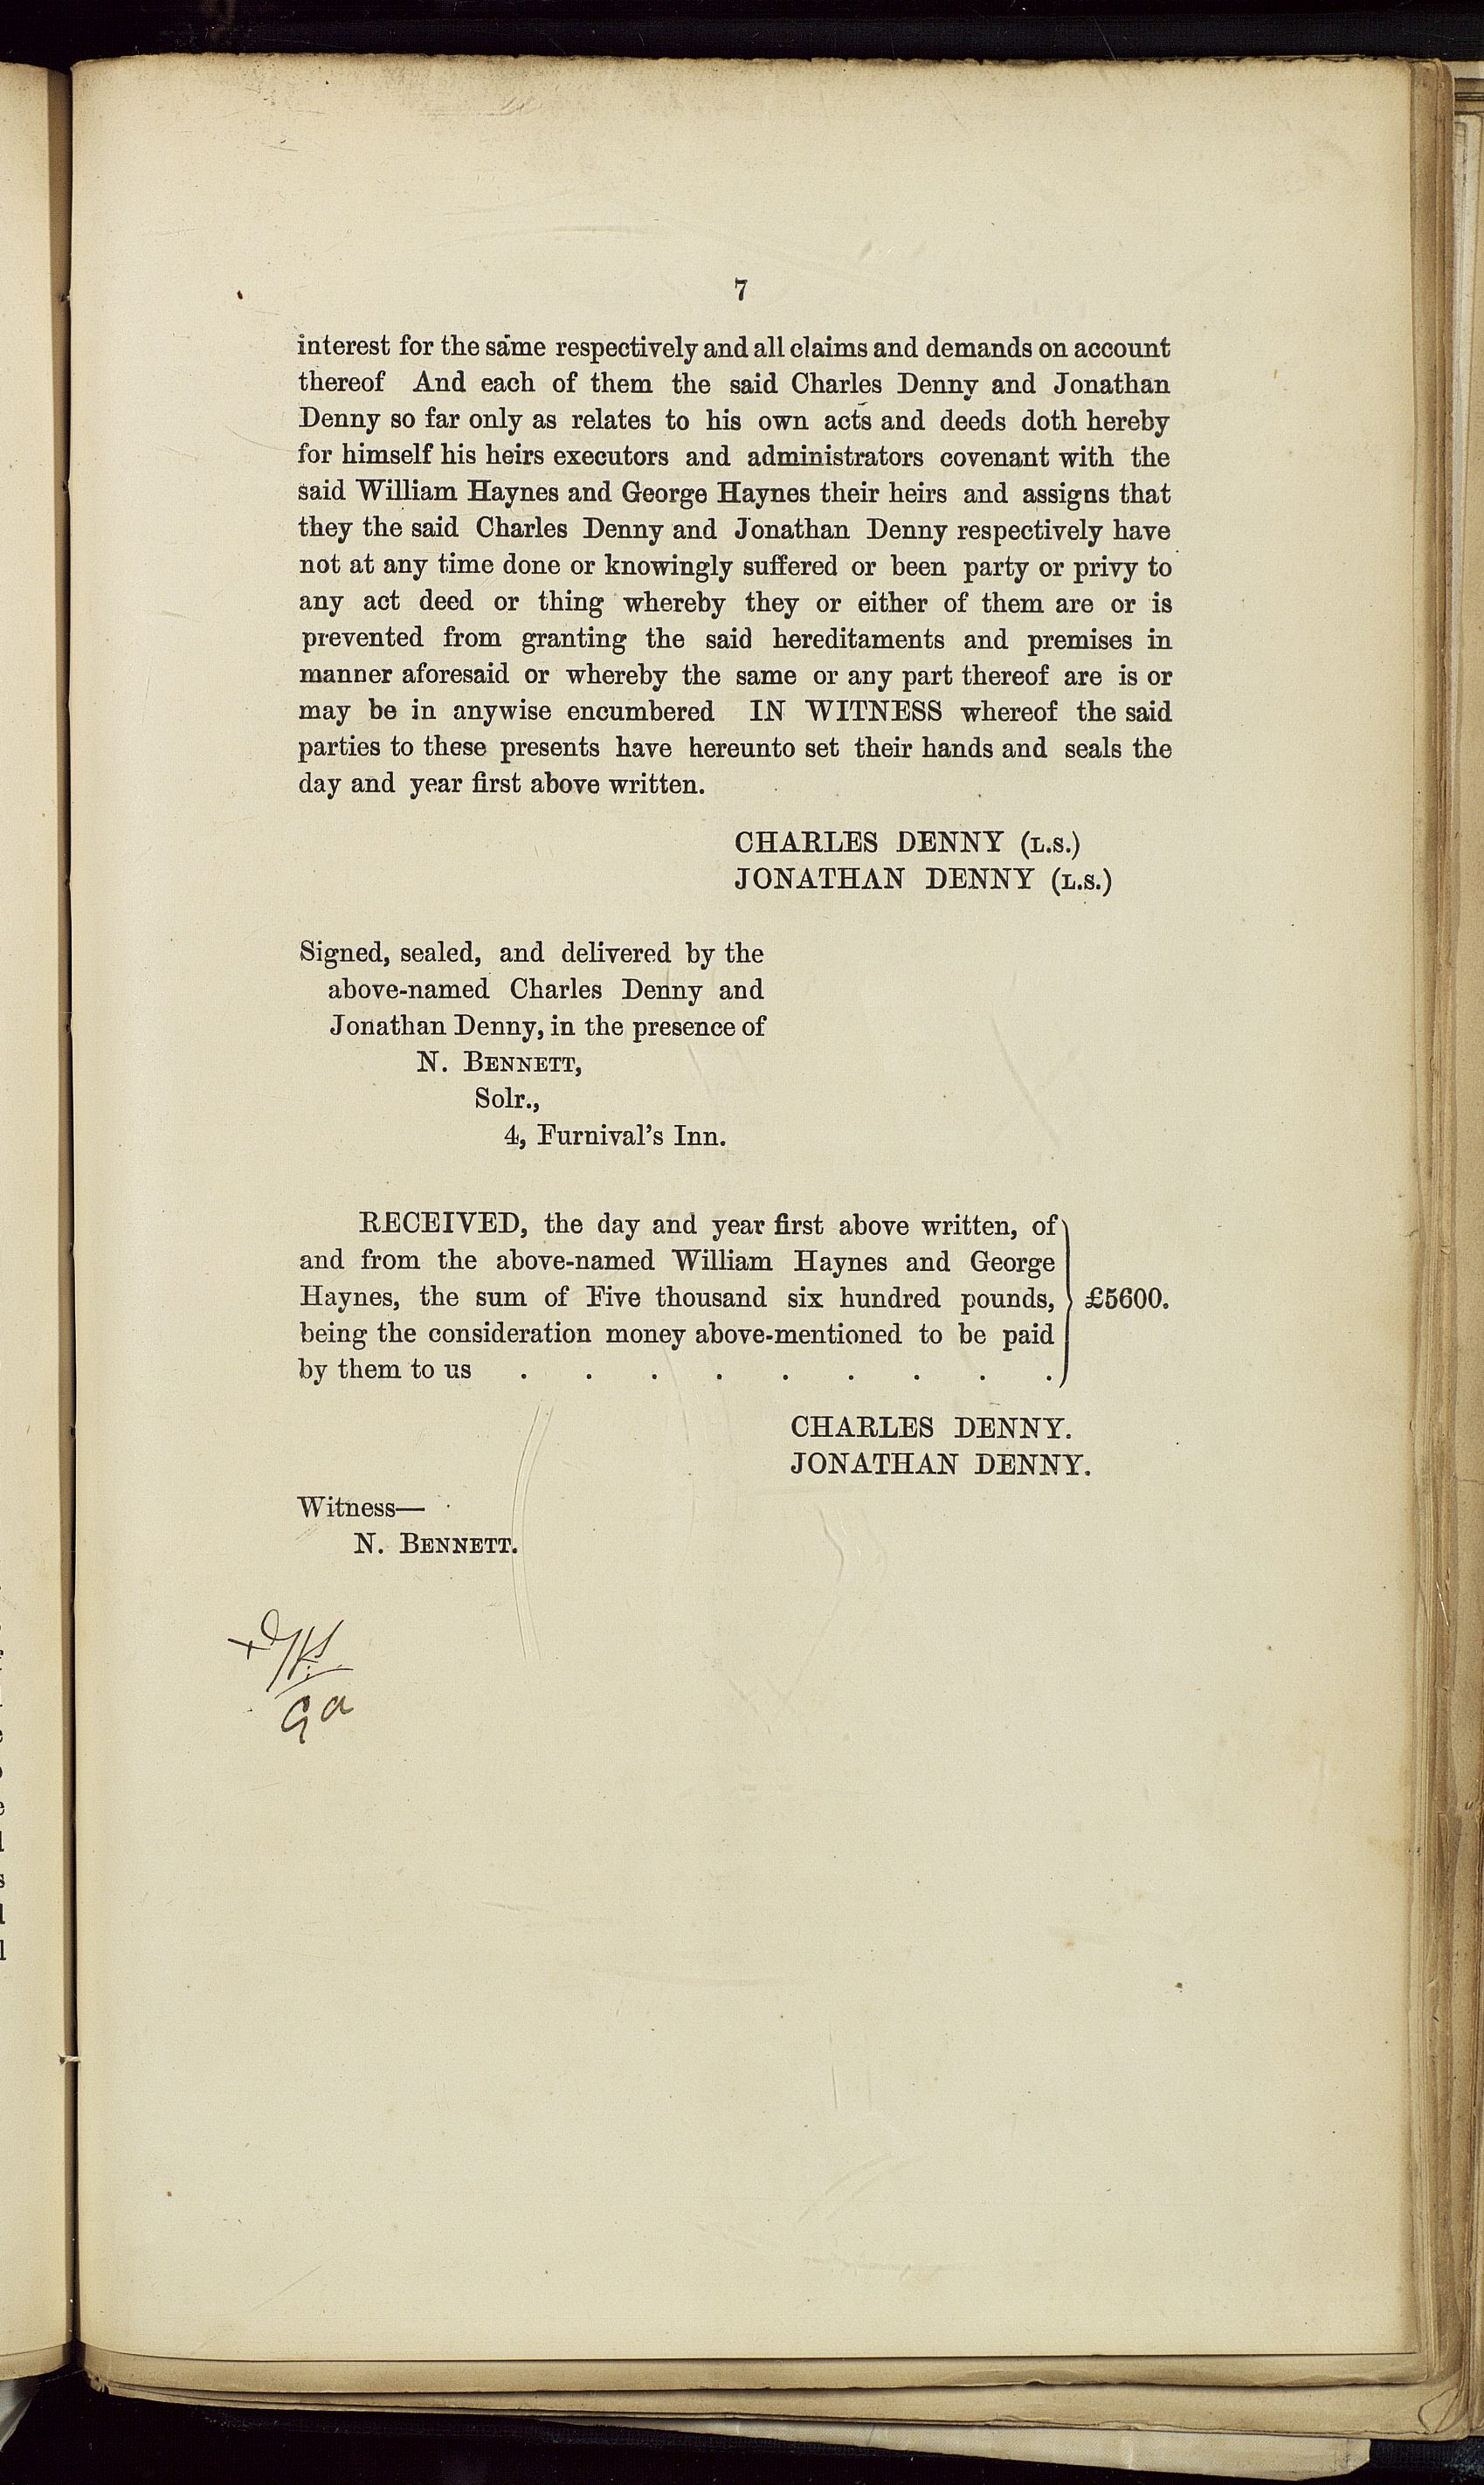 7
interest for the same respectively and all claims and demands on account
thereof And each of them the said Charles Denny and Jonathan
Denny so far only as relates to his own acts and deeds doth hereby
for himself his heirs executors and administrators covenant with the
said William Haynes and George Haynes their heirs and assigns that
they the said Charles Denny and Jonathan Denny respectively have
not at any time done or knowingly suffered or been party or privy to
any act deed or thing whereby they or either of them are or is
prevented from granting the said hereditaments and premises in
manner aforesaid or whereby the same or any part thereof are is or
may be in anywise encumbered IN WITNESS whereof the said
parties to these presents have hereunto set their hands and seals the
day and year first above written.
CHARLES DENNY (L.S.)
JONATHAN DENNY (L.S.)
Signed, sealed, and delivered by the
above-named Charles Denny and
Jonathan Denny, in the presence of
N. BENNETT,
Solr.,
4, Furnival's Inn.
RECEIVED, the day and year first above written, of
and from the above-named William Haynes and George
Haynes, the sum of Five thousand six hundred pounds, £5600.
being the consideration money above-mentioned to be paid
by them to us . . . . . . . . .
CHARLES DENNY.
JONATHAN DENNY.
Witness—
N. BENNETT.